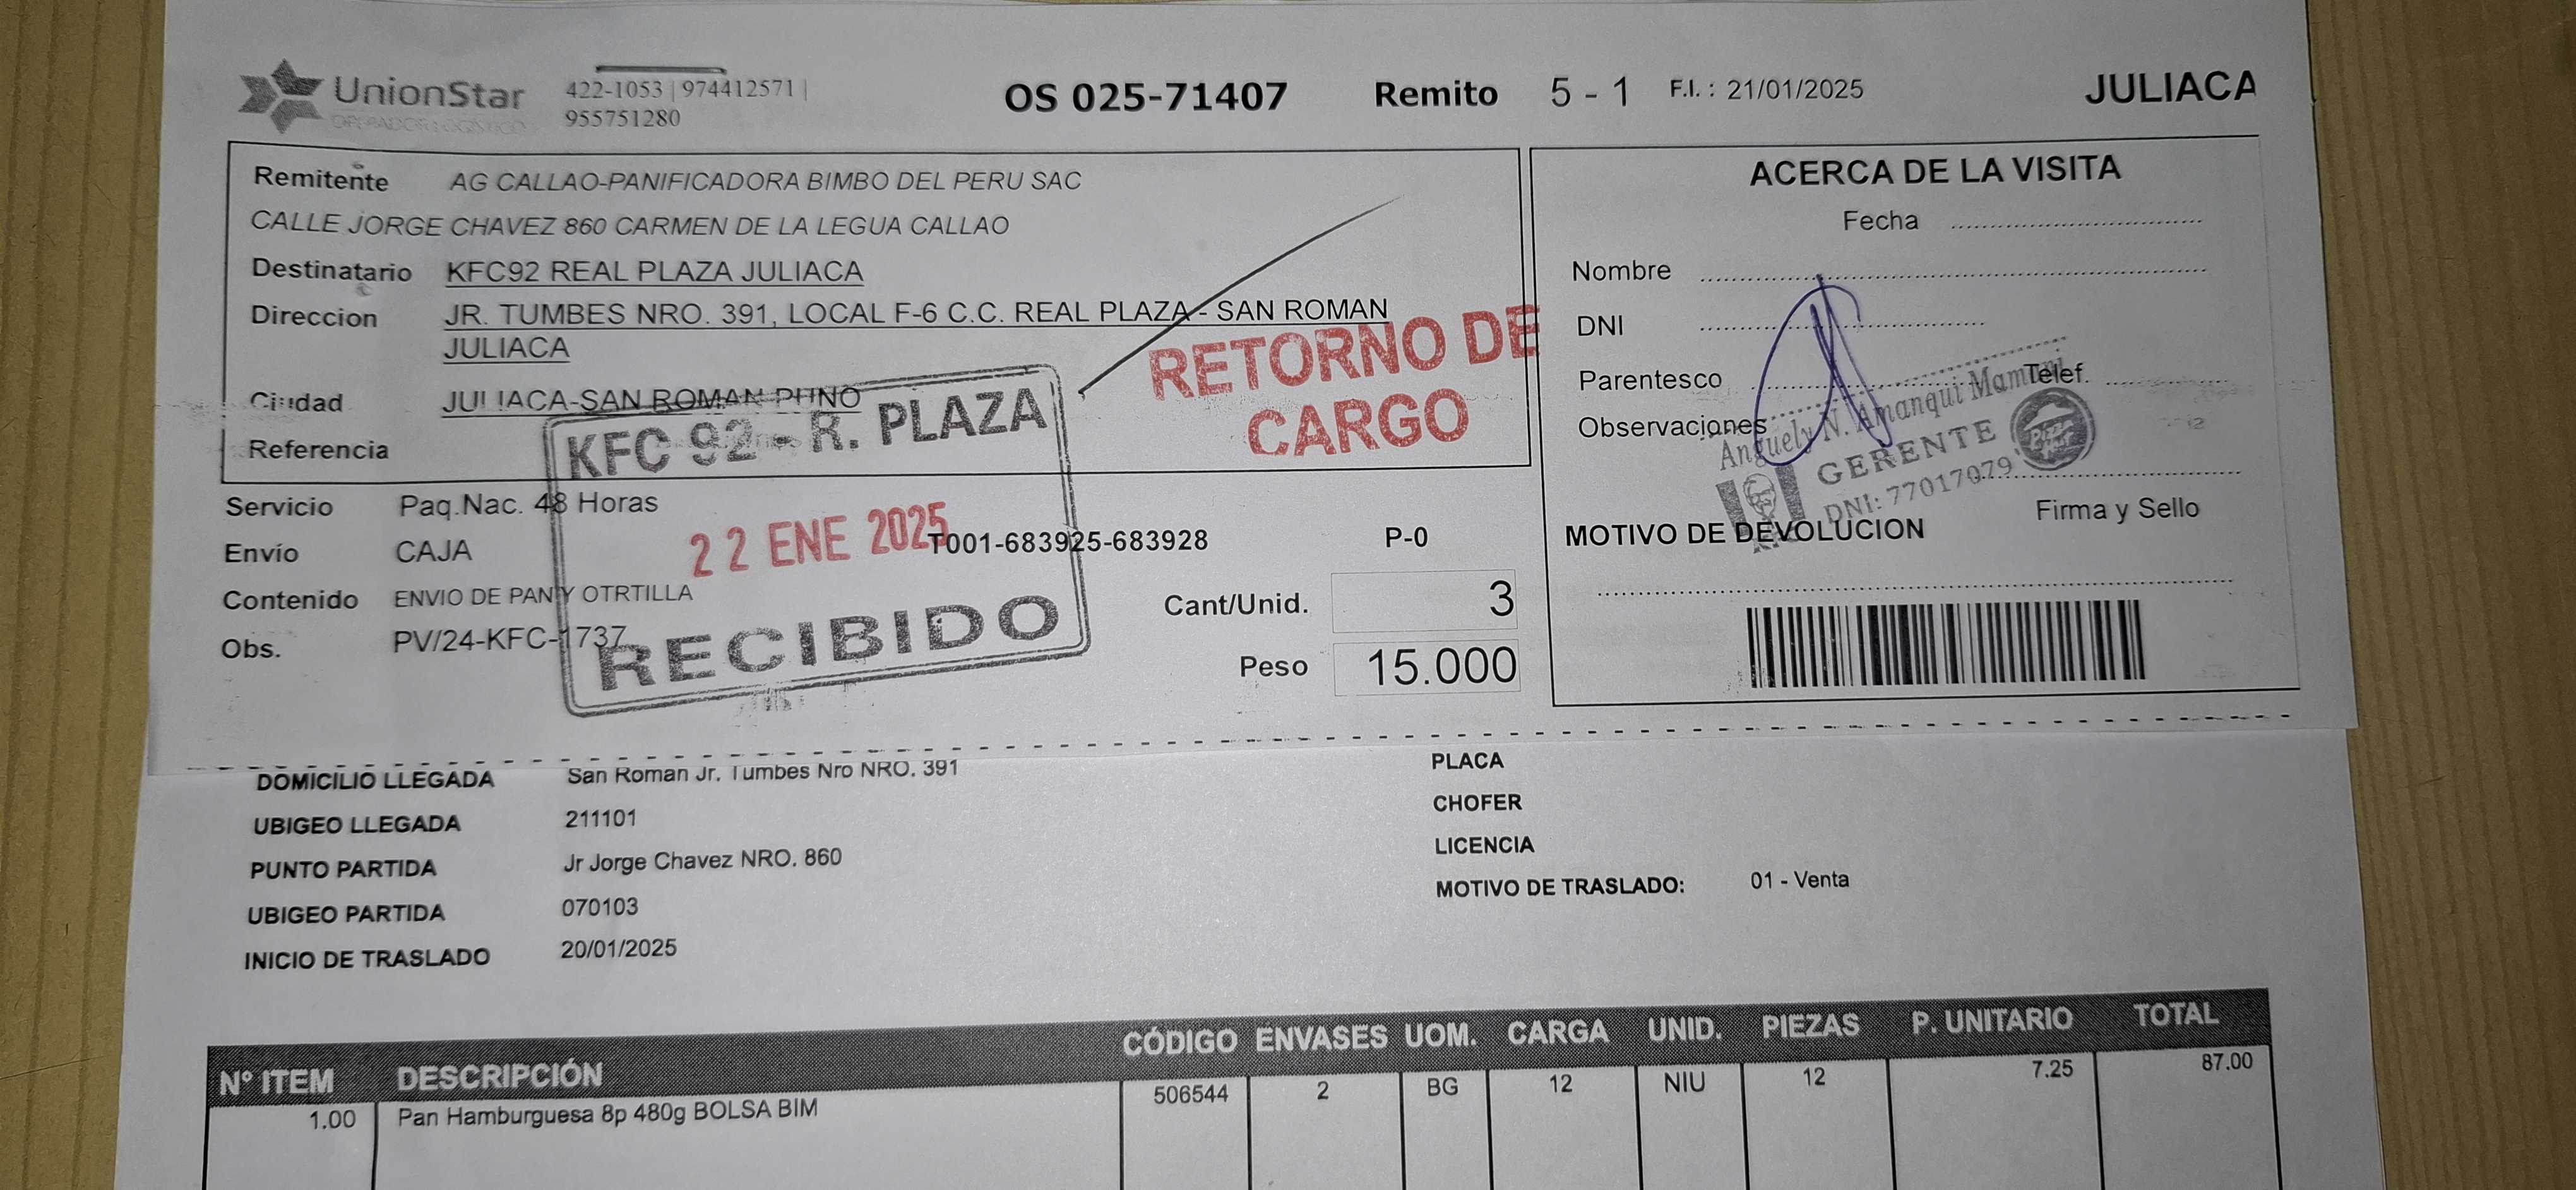 UnionStar
OPERADOR LOGISTICO
422-1053 | 974412571 |
955751280
OS 025-71407
Remito 5 - 1
F.I. : 21/01/2025
JULIACA
Remitente AG CALLAO-PANIFICADORA BIMBO DEL PERU SAC
CALLE JORGE CHAVEZ 860 CARMEN DE LA LEGUA CALLAO
Destinatario KFC92 REAL PLAZA JULIACA
Direccion JR. TUMBES NRO. 391, LOCAL F-6 C.C. REAL PLAZA - SAN ROMAN
JULIACA
Ciudad JULIACA-SAN ROMAN-PUNO
Referencia
RETORNO DE
CARGO
KFC 92 - R. PLAZA
22 ENE 2025
RECIBIDO
Servicio Paq.Nac. 48 Horas
Envío CAJA T001-683925-683928 P-0
Contenido ENVIO DE PAN Y OTRTILLA Cant/Unid. 3
Obs. PV/24-KFC-1737 Peso 15.000
ACERCA DE LA VISITA
Fecha
Nombre
DNI
Parentesco Telef.
Observaciones
Anguely N. Amanqui Mamani
GERENTE
DNI: 77017079
Pizza Hut
Firma y Sello
MOTIVO DE DEVOLUCION
DOMICILIO LLEGADA San Roman Jr. Tumbes Nro NRO. 391
UBIGEO LLEGADA 211101
PUNTO PARTIDA Jr Jorge Chavez NRO. 860
UBIGEO PARTIDA 070103
INICIO DE TRASLADO 20/01/2025
PLACA
CHOFER
LICENCIA
MOTIVO DE TRASLADO: 01 - Venta
Nº ITEM DESCRIPCIÓN CÓDIGO ENVASES UOM. CARGA UNID. PIEZAS P. UNITARIO TOTAL
1.00 Pan Hamburguesa 8p 480g BOLSA BIM 506544 2 BG 12 NIU 12 7.25 87.00